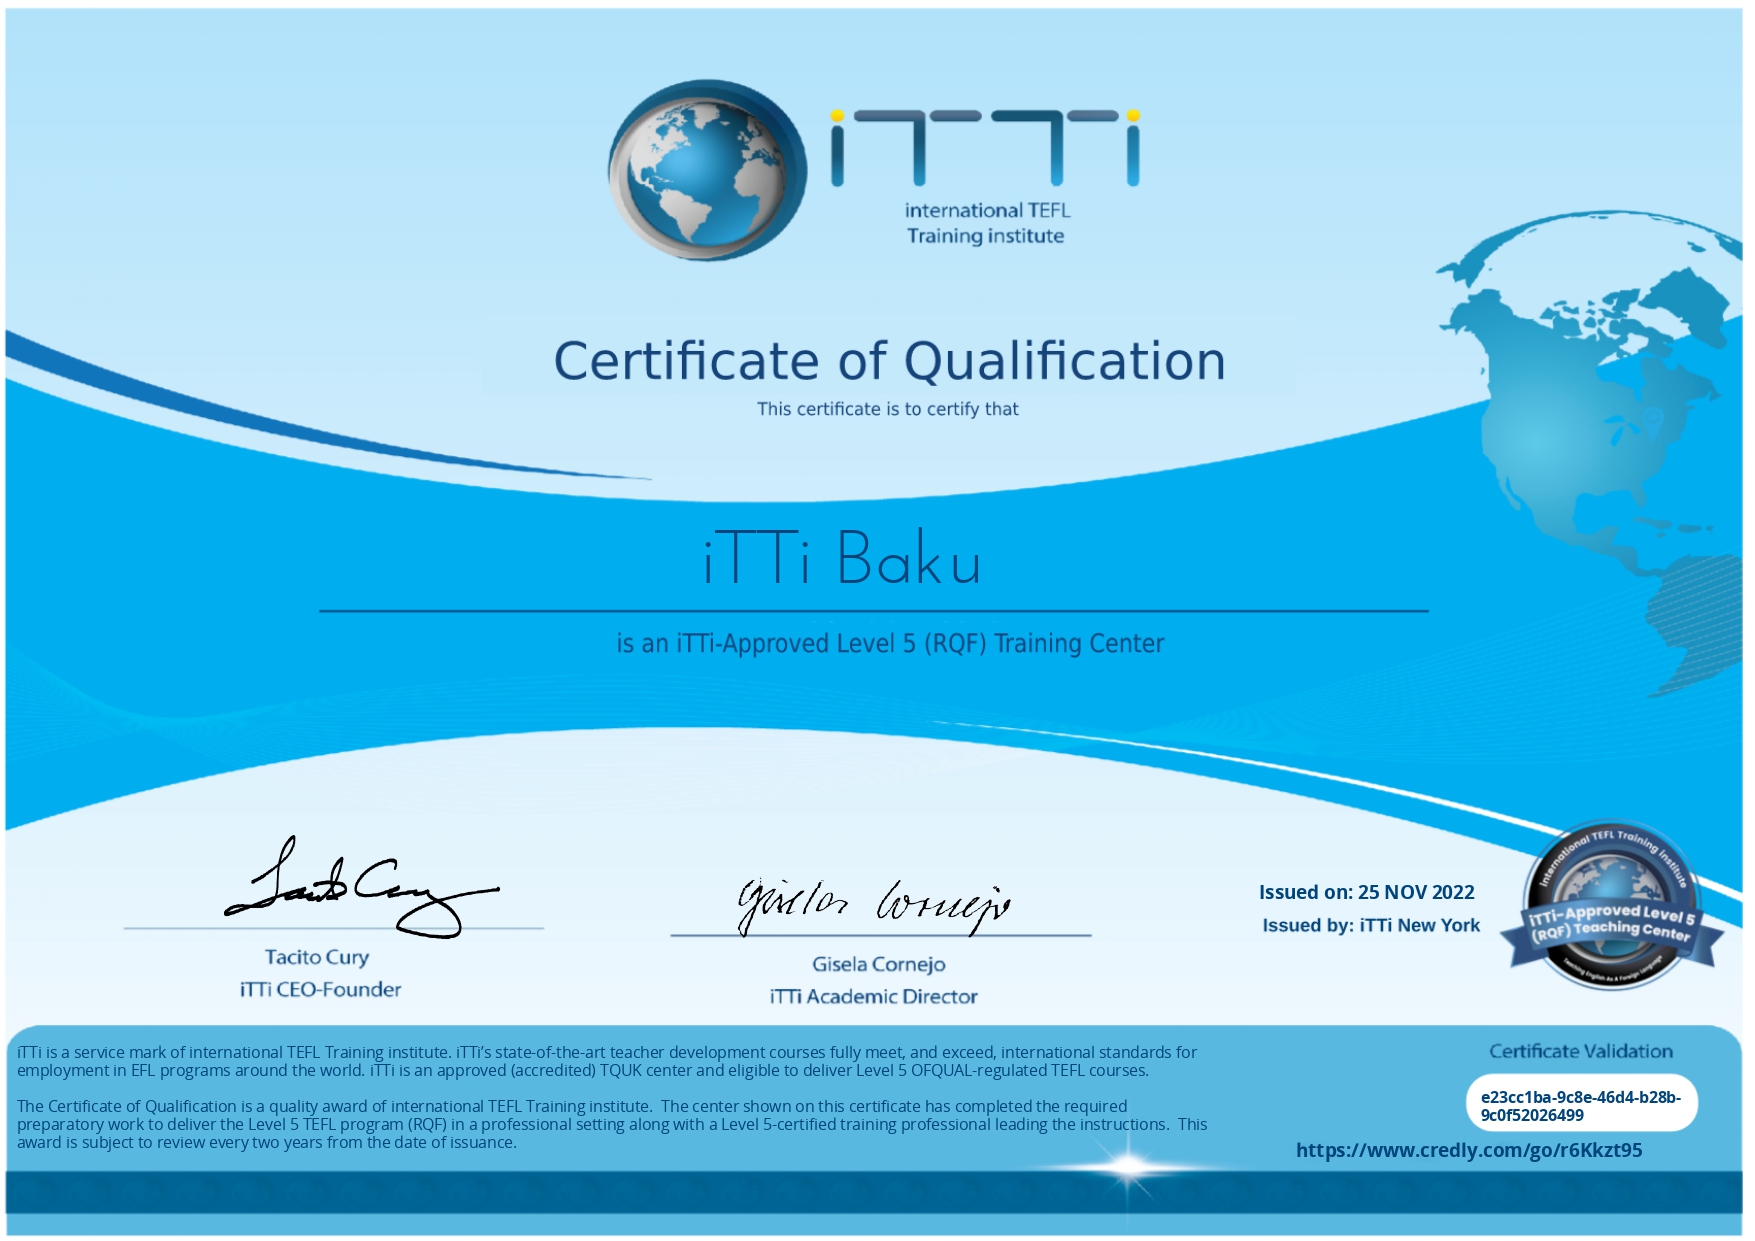 iTTi
international TEFL
Training institute
Certificate of Qualification
This certificate is to certify that
iTTi Baku
is an iTTi-Approved Level 5 (RQF) Training Center
Tacito Cury
Gisela Cornejo
Tacito Cury
iTTi CEO-Founder
Gisela Cornejo
iTTi Academic Director
Issued on: 25 NOV 2022
Issued by: iTTi New York
International TEFL Training Institute
iTTi-Approved Level 5
(RQF) Teaching Center
Teaching English As A Foreign Language
iTTi is a service mark of international TEFL Training institute. iTTi’s state-of-the-art teacher development courses fully meet, and exceed, international standards for
employment in EFL programs around the world. iTTi is an approved (accredited) TQUK center and eligible to deliver Level 5 OFQUAL-regulated TEFL courses.
The Certificate of Qualification is a quality award of international TEFL Training institute.  The center shown on this certificate has completed the required
preparatory work to deliver the Level 5 TEFL program (RQF) in a professional setting along with a Level 5-certified training professional leading the instructions.  This
award is subject to review every two years from the date of issuance.
Certificate Validation
e23cc1ba-9c8e-46d4-b28b-
9c0f52026499
https://www.credly.com/go/r6Kkzt95